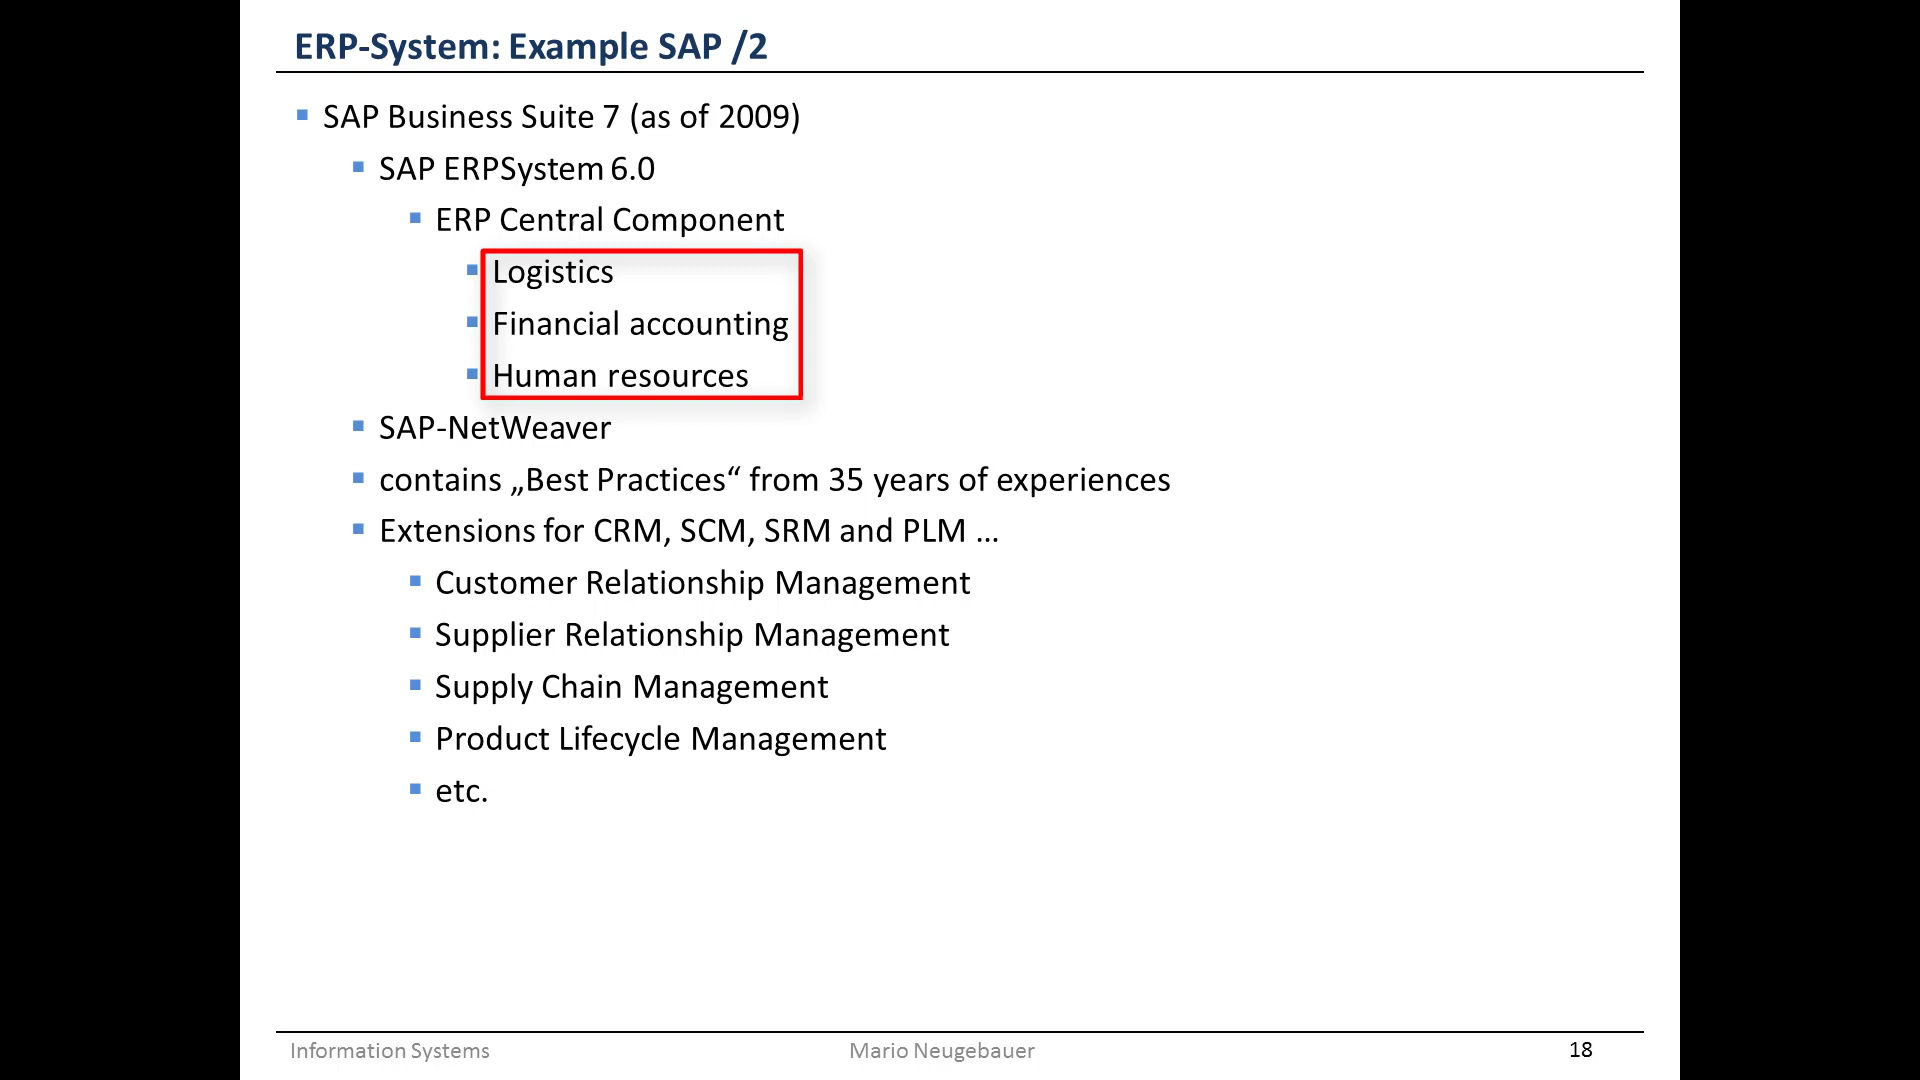 ERP-System: Example SAP /2
SAP Business Suite 7 (as of 2009)
SAP ERPSystem 6.0
ERP Central Component
Logistics
Financial accounting
Human resources
SAP-NetWeaver
contains „Best Practices“ from 35 years of experiences
Extensions for CRM, SCM, SRM and PLM ...
Customer Relationship Management
Supplier Relationship Management
Supply Chain Management
Product Lifecycle Management
etc.
Information Systems Mario Neugebauer 18